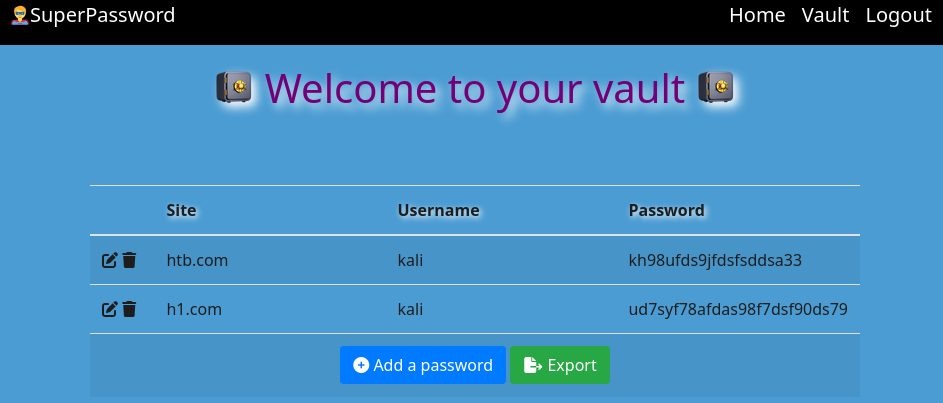 SuperPassword Home Vault Logout
Welcome to your vault
Site Username Password
htb.com kali kh98ufds9jfdsfsddsa33
h1.com kali ud7syf78afdas98f7dsf90ds79
Add a password Export